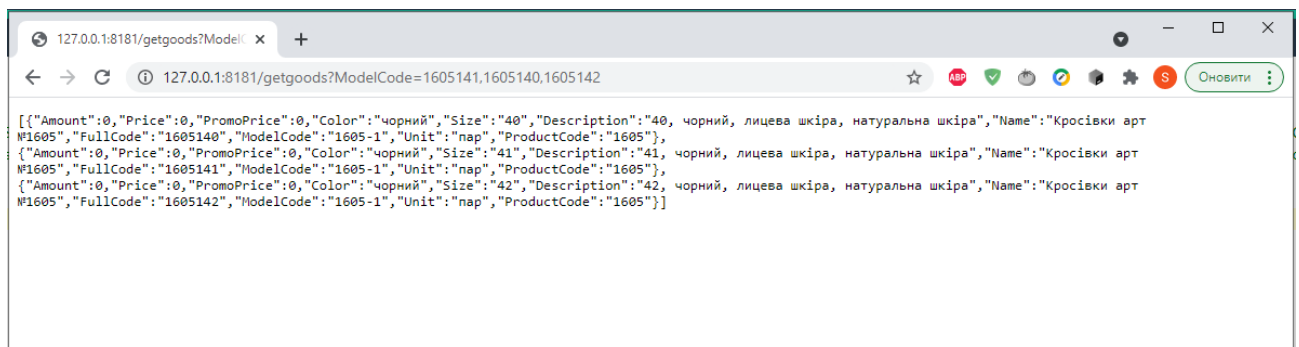 127.0.0.1:8181/getgoods?ModelC
127.0.0.1:8181/getgoods?ModelCode=1605141,1605140,1605142
ABP
S
Оновити
[{"Amount":0,"Price":0,"PromoPrice":0,"Color":"чорний","Size":"40","Description":"40, чорний, лицева шкіра, натуральна шкіра","Name":"Кросівки арт
№1605","FullCode":"1605140","ModelCode":"1605-1","Unit":"пар","ProductCode":"1605"},
{"Amount":0,"Price":0,"PromoPrice":0,"Color":"чорний","Size":"41","Description":"41, чорний, лицева шкіра, натуральна шкіра","Name":"Кросівки арт
№1605","FullCode":"1605141","ModelCode":"1605-1","Unit":"пар","ProductCode":"1605"},
{"Amount":0,"Price":0,"PromoPrice":0,"Color":"чорний","Size":"42","Description":"42, чорний, лицева шкіра, натуральна шкіра","Name":"Кросівки арт
№1605","FullCode":"1605142","ModelCode":"1605-1","Unit":"пар","ProductCode":"1605"}]